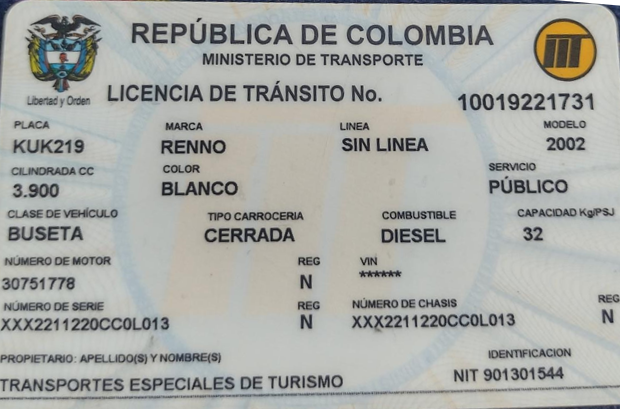 REPÚBLICA DE COLOMBIA
MINISTERIO DE TRANSPORTE
Libertad y Orden
LICENCIA DE TRÁNSITO No. 10019221731
PLACA MARCA LINEA MODELO
KUK219 RENNO SIN LINEA 2002
CILINDRADA CC COLOR SERVICIO
3.900 BLANCO PÚBLICO
CLASE DE VEHÍCULO TIPO CARROCERIA COMBUSTIBLE CAPACIDAD Kg/PSJ
BUSETA CERRADA DIESEL 32
NÚMERO DE MOTOR REG VIN
30751778 N ******
NÚMERO DE SERIE REG NÚMERO DE CHASIS REG
XXX2211220CC0L013 N XXX2211220CC0L013 N
PROPIETARIO: APELLIDO(S) Y NOMBRE(S) IDENTIFICACION
TRANSPORTES ESPECIALES DE TURISMO NIT 901301544